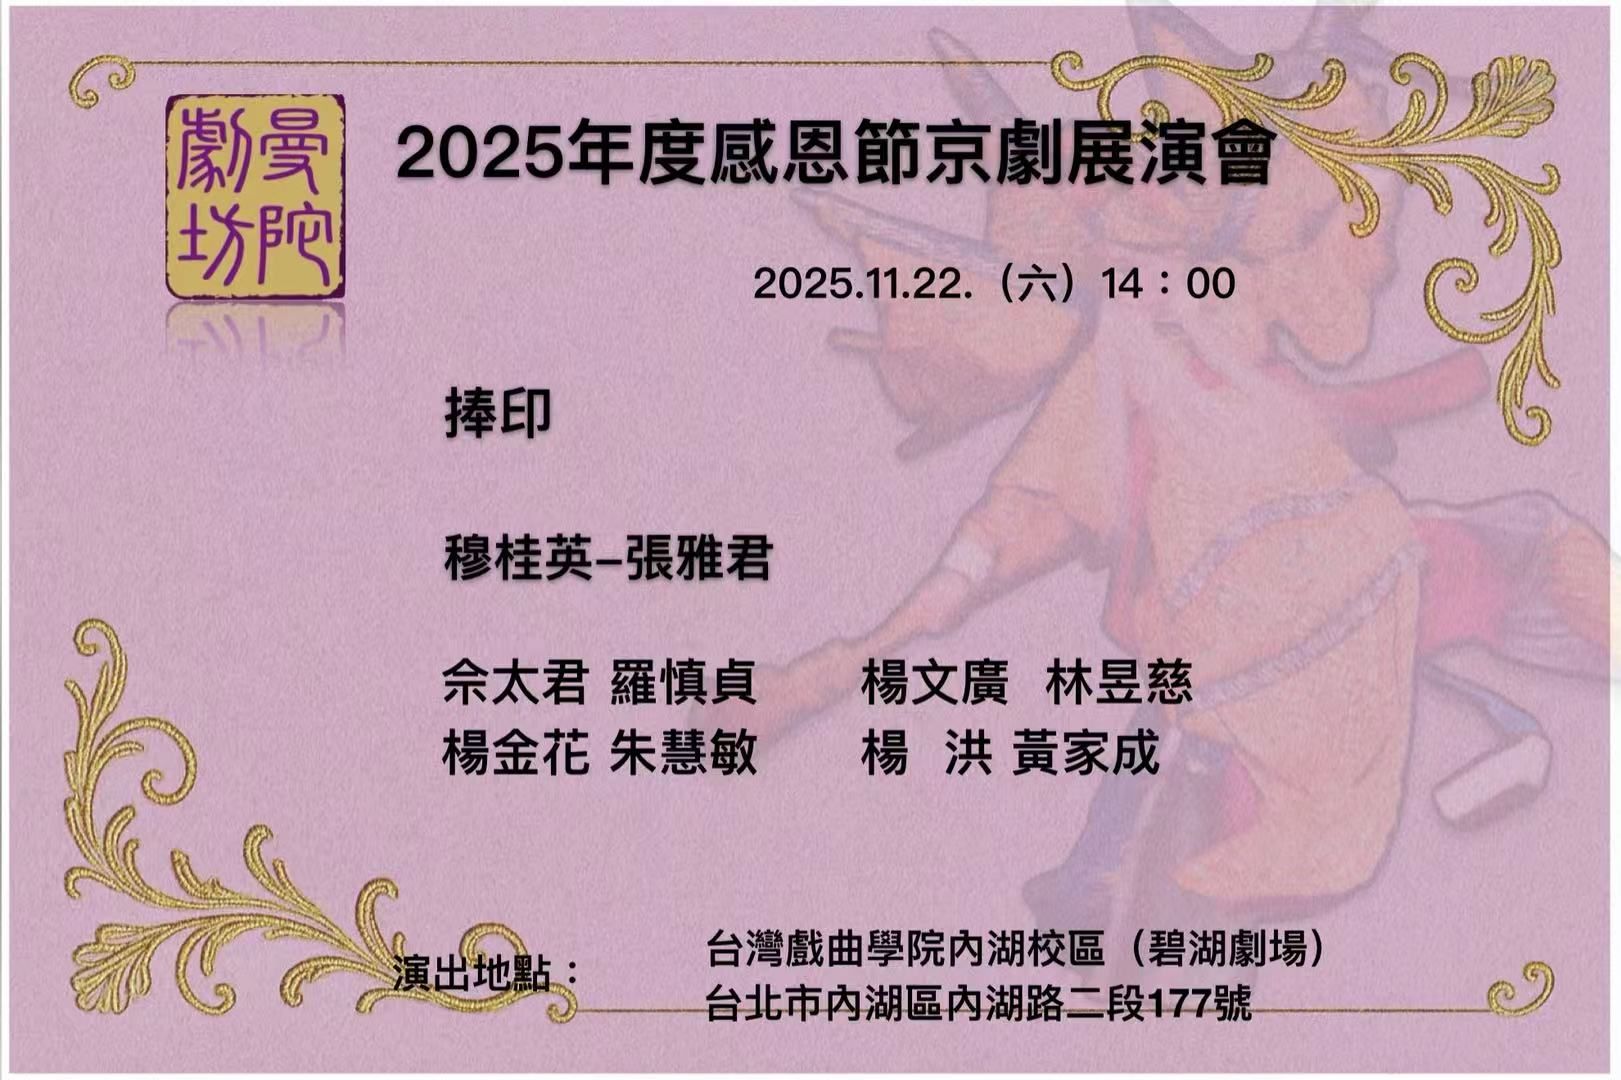 曼陀
劇坊
2025年度感恩節京劇展演會
2025.11.22.（六）14：00
捧印
穆桂英–張雅君
佘太君 羅慎貞 楊文廣 林昱慈
楊金花 朱慧敏 楊 洪 黃家成
演出地點：
台灣戲曲學院內湖校區（碧湖劇場）
台北市內湖區內湖路二段177號